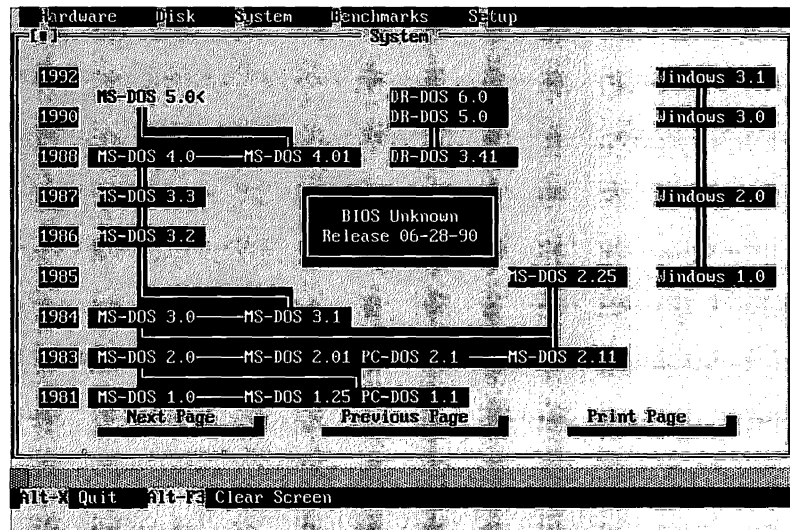 Hardware Disk System Benchmarks Setup
System
1992 Windows 3.1
MS-DOS 5.0< DR-DOS 6.0
1990 DR-DOS 5.0 Windows 3.0
1988 MS-DOS 4.0 MS-DOS 4.01 DR-DOS 3.41
1987 MS-DOS 3.3 Windows 2.0
BIOS Unknown
1986 MS-DOS 3.2 Release 06-28-90
1985 MS-DOS 2.25 Windows 1.0
1984 MS-DOS 3.0 MS-DOS 3.1
1983 MS-DOS 2.0 MS-DOS 2.01 PC-DOS 2.1 MS-DOS 2.11
1981 MS-DOS 1.0 MS-DOS 1.25 PC-DOS 1.1
Next Page Previous Page Print Page
Alt-X Quit Clear Screen